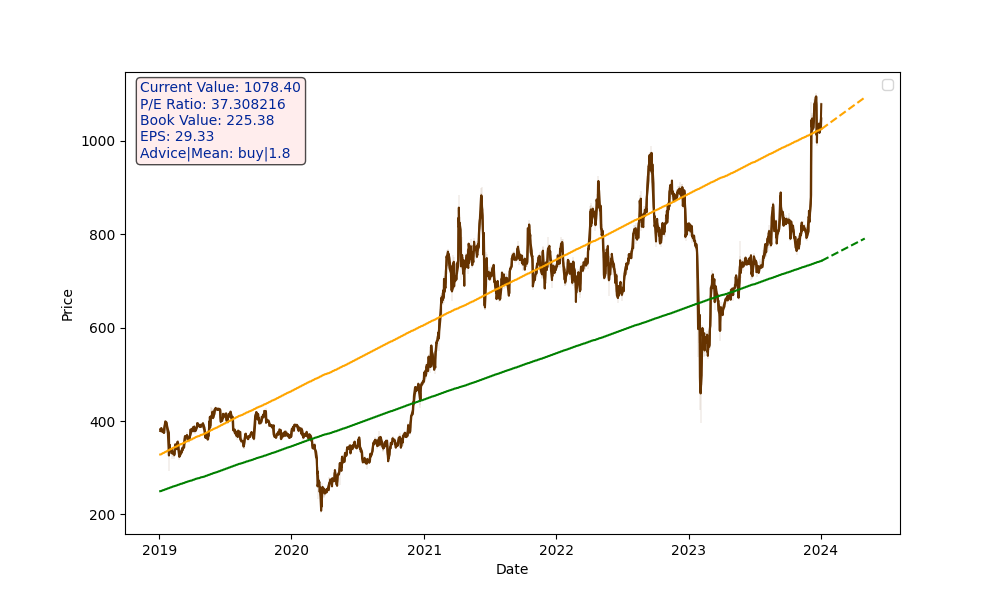 Current Value: 1078.40
P/E Ratio: 37.308216
Book Value: 225.38
EPS: 29.33
Advice|Mean: buy|1.8
1000
800
600
400
200
Price
2019 2020 2021 2022 2023 2024
Date